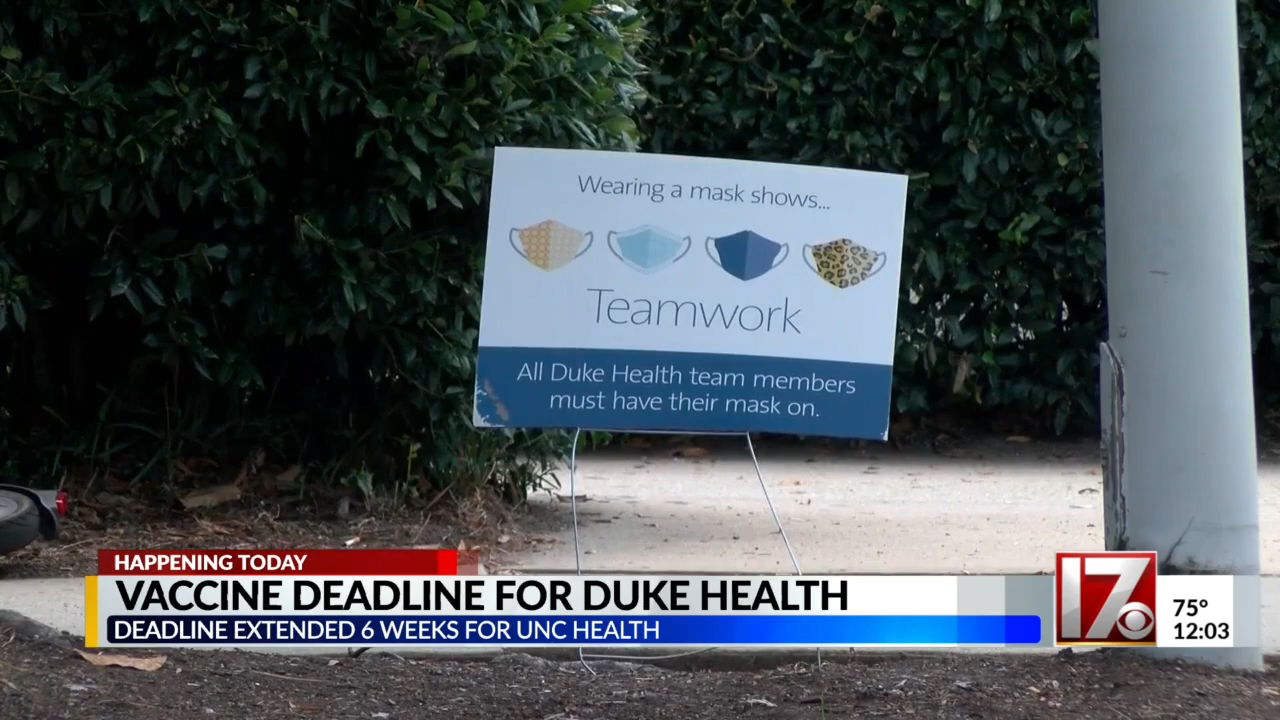 Wearing a mask shows...
Teamwork
All Duke Health team members
must have their mask on.
HAPPENING TODAY
VACCINE DEADLINE FOR DUKE HEALTH
DEADLINE EXTENDED 6 WEEKS FOR UNC HEALTH
17
75°
12:03